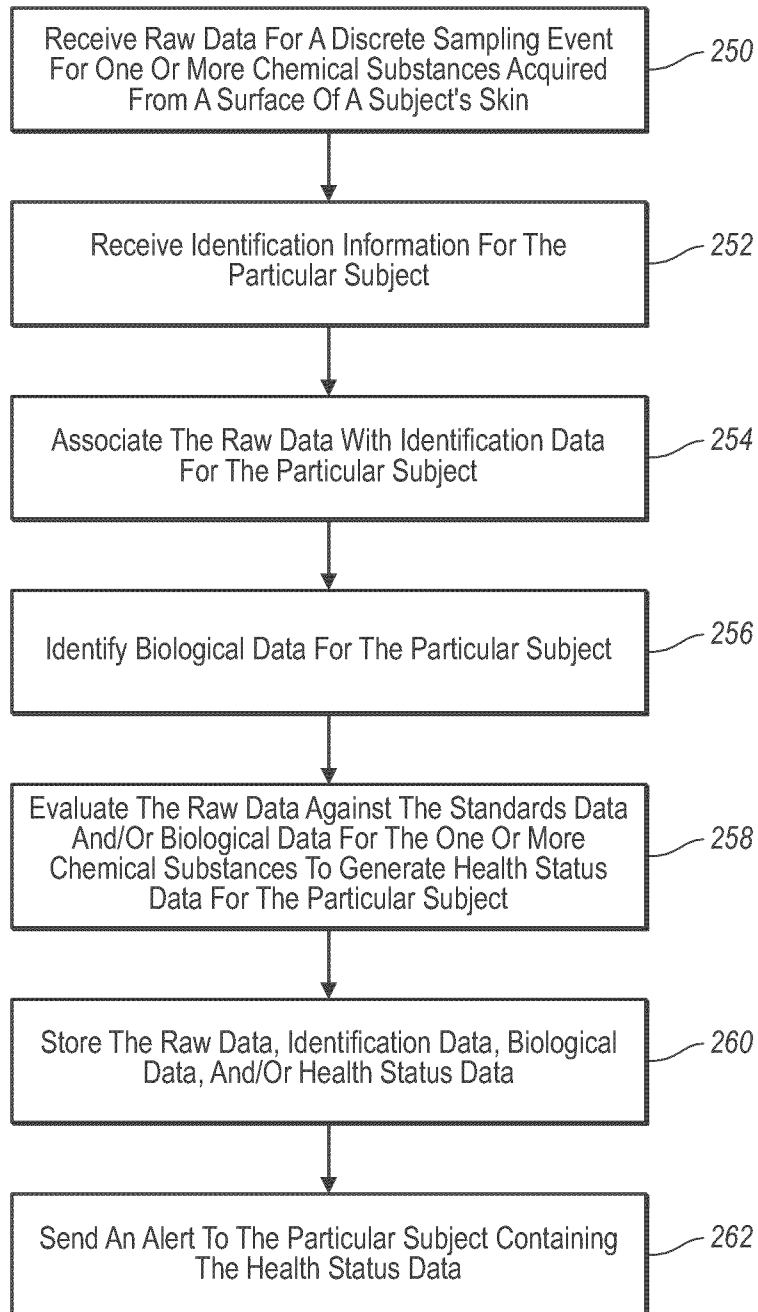 Receive Raw Data For A Discrete Sampling Event
For One Or More Chemical Substances Acquired
From A Surface Of A Subject's Skin
250
Receive Identification Information For The
Particular Subject
252
Associate The Raw Data With Identification Data
For The Particular Subject
254
Identify Biological Data For The Particular Subject
256
Evaluate The Raw Data Against The Standards Data
And/Or Biological Data For The One Or More
Chemical Substances To Generate Health Status
Data For The Particular Subject
258
Store The Raw Data, Identification Data, Biological
Data, And/Or Health Status Data
260
Send An Alert To The Particular Subject Containing
The Health Status Data
262